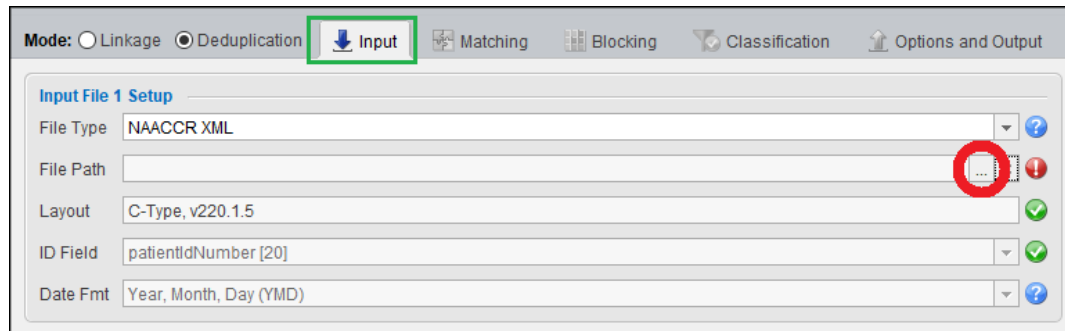 Mode: Linkage Deduplication Input Matching Blocking Classification Options and Output
Input File 1 Setup
File Type NAACCR XML
File Path ...
Layout C-Type, v220.1.5
ID Field patientIdNumber [20]
Date Fmt Year, Month, Day (YMD)